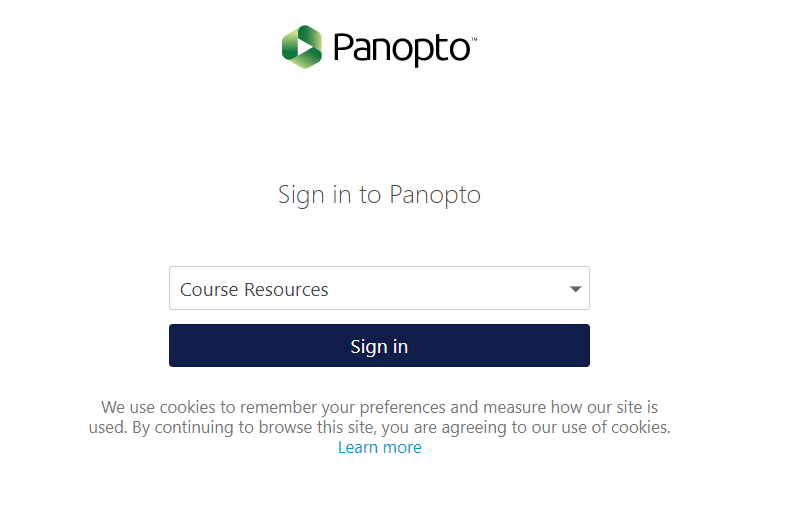 Panopto™
Sign in to Panopto
Course Resources
Sign in
We use cookies to remember your preferences and measure how our site is
used. By continuing to browse this site, you are agreeing to our use of cookies.
Learn more